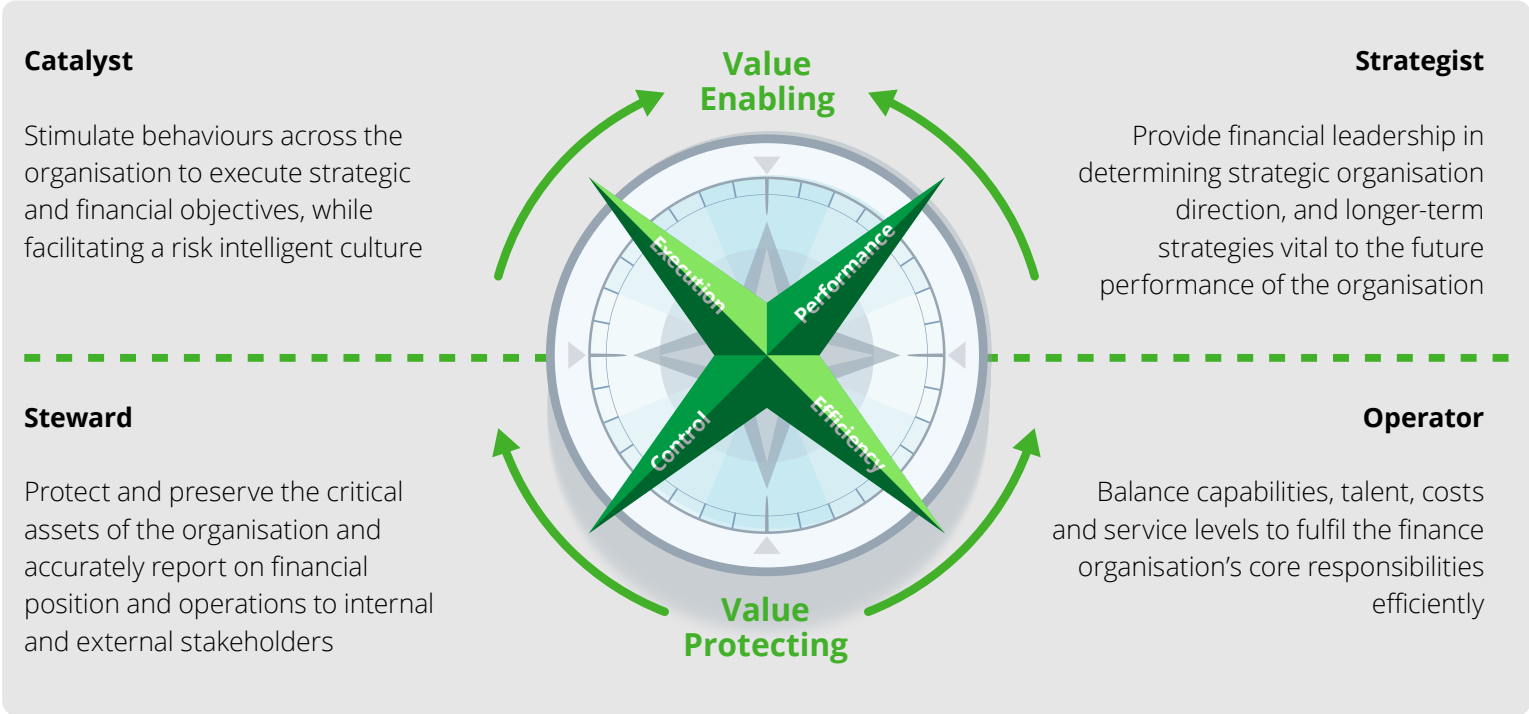 Catalyst
Stimulate behaviours across the
organisation to execute strategic
and financial objectives, while
facilitating a risk intelligent culture
Value
Enabling
Strategist
Provide financial leadership in
determining strategic organisation
direction, and longer-term
strategies vital to the future
performance of the organisation
Execution
Performance
Control
Efficiency
Steward
Protect and preserve the critical
assets of the organisation and
accurately report on financial
position and operations to internal
and external stakeholders
Value
Protecting
Operator
Balance capabilities, talent, costs
and service levels to fulfil the finance
organisation’s core responsibilities
efficiently